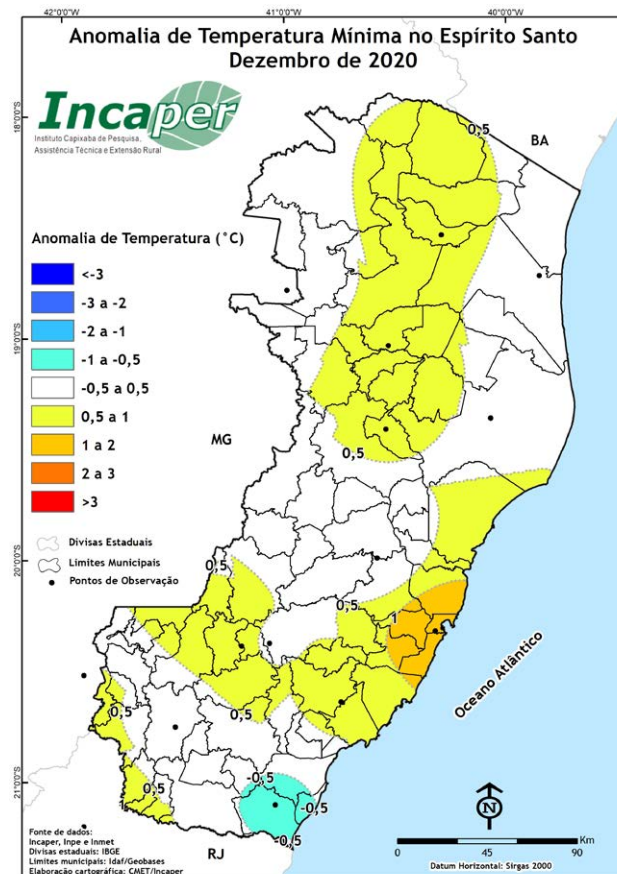 42°0'0"W
41°0'0"W
40°0'0"W
Anomalia de Temperatura Mínima no Espírito Santo
Dezembro de 2020
Incaper
Instituto Capixaba de Pesquisa,
Assistência Técnica e Extensão Rural
18°0'0"S
0,5
BA
Anomalia de Temperatura (°C)
<-3
-3 a -2
-2 a -1
-1 a -0,5
-0,5 a 0,5
0,5 a 1
1 a 2
2 a 3
>3
19°0'0"S
MG
0,5
Divisas Estaduais
Limites Municipais
Pontos de Observação
20°0'0"S
0,5
0,5
1
Oceano Atlântico
0,5
0,5
21°0'0"S
-0,5
0,5
-0,5
-0,5
N
Fonte de dados:
Incaper, Inpe e Inmet
Divisas estaduais: IBGE
Limites municipais: Idaf/Geobases
Elaboração cartográfica: CMET/Incaper
RJ
Km
0 45 90
Datum Horizontal: Sirgas 2000